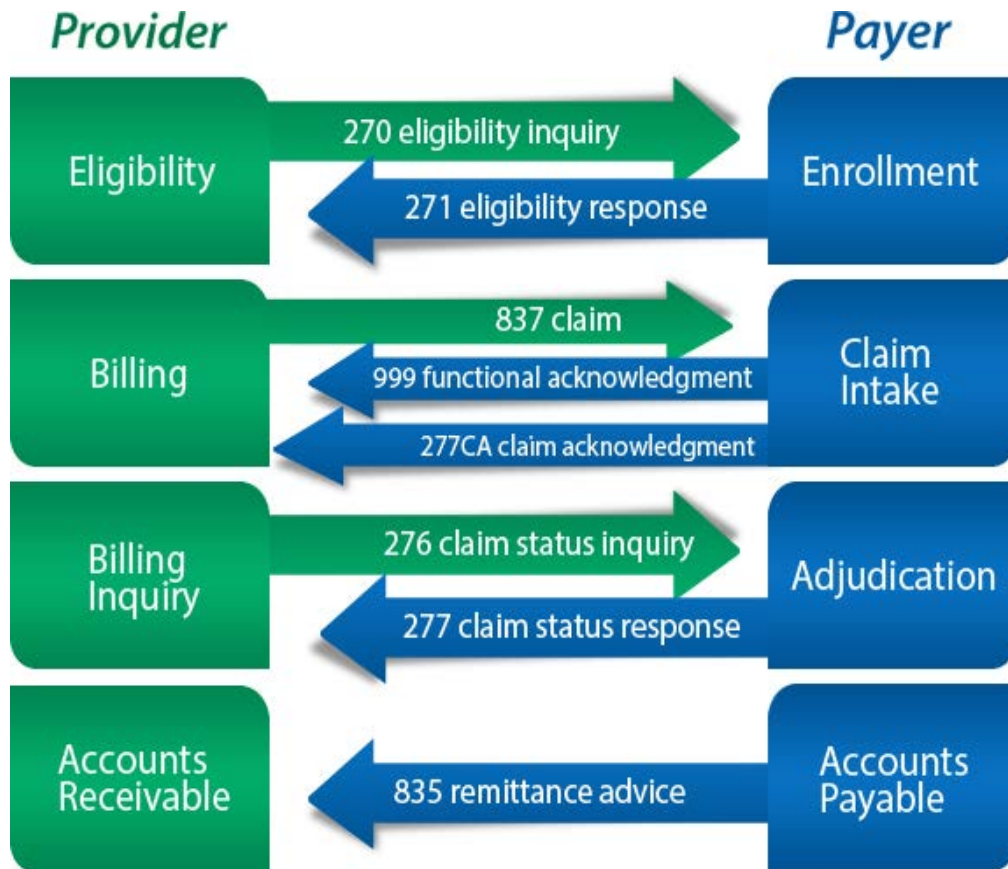 Provider
Payer
Eligibility
270 eligibility inquiry
271 eligibility response
Enrollment
Billing
837 claim
999 functional acknowledgment
277CA claim acknowledgment
Claim
Intake
Billing
Inquiry
276 claim status inquiry
277 claim status response
Adjudication
Accounts
Receivable
835 remittance advice
Accounts
Payable